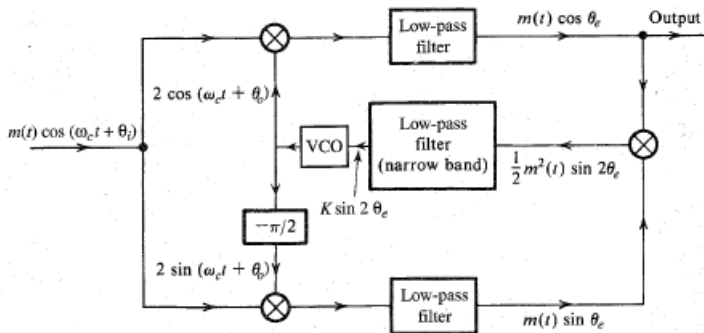 Low-pass
filter
m(t) cos θ_e
Output
2 cos (ω_c t + θ_o)
m(t) cos (ω_c t + θ_i)
VCO
Low-pass
filter
(narrow band)
1/2 m²(t) sin 2θ_e
K sin 2 θ_e
−π/2
2 sin (ω_c t + θ_o)
Low-pass
filter
m(t) sin θ_e